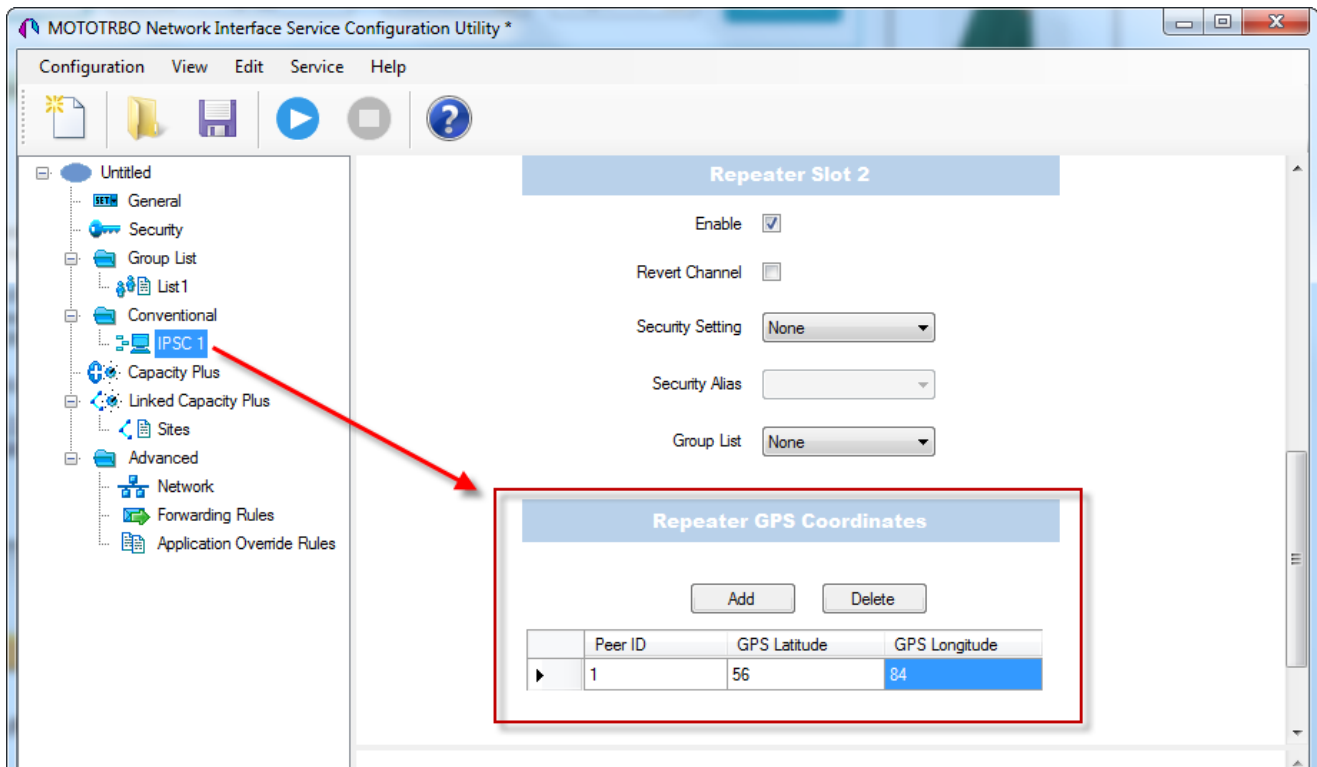 MOTOTRBO Network Interface Service Configuration Utility *
Configuration View Edit Service Help
Untitled
SET
General
Security
Group List
List1
Conventional
IPSC 1
Capacity Plus
Linked Capacity Plus
Sites
Advanced
Network
Forwarding Rules
Application Override Rules
Repeater Slot 2
Enable
Revert Channel
Security Setting None
Security Alias
Group List None
Repeater GPS Coordinates
Add Delete
Peer ID GPS Latitude GPS Longitude
1 56 84